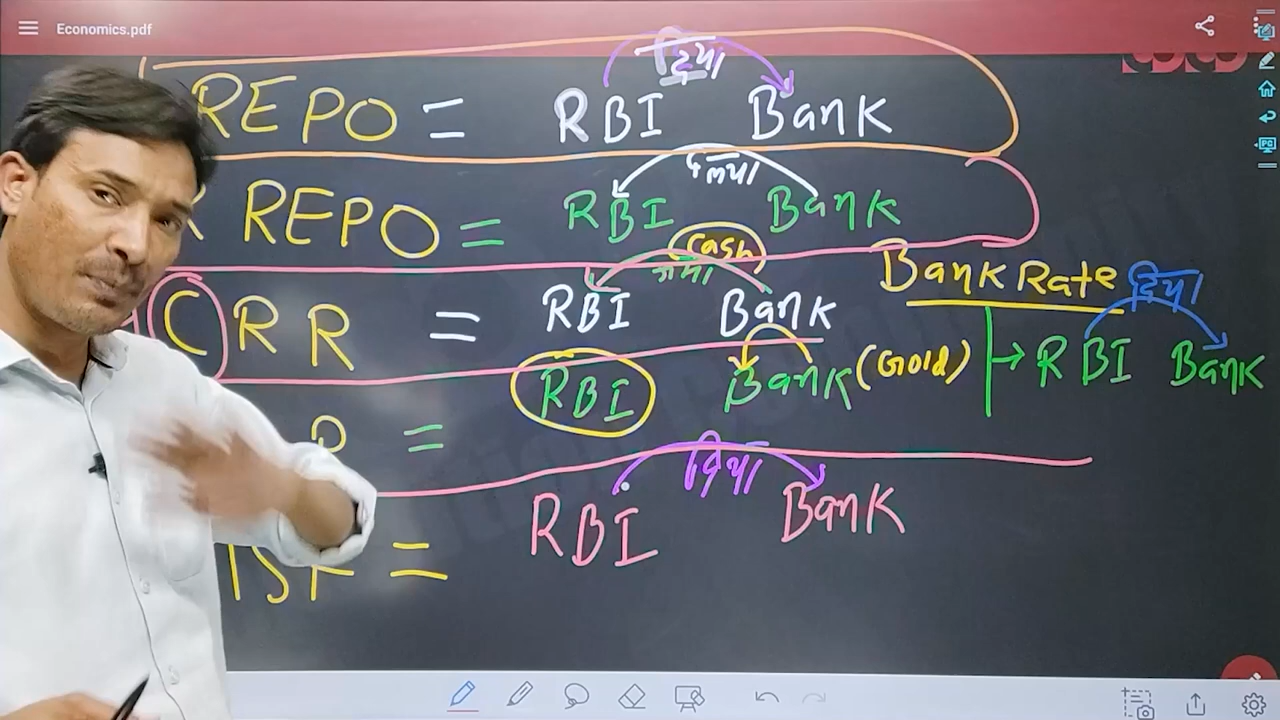 Economics.pdf
REPO = RBI दिया Bank
R REPO = RBI Bank
Cash
CRR = RBI गया Bank
Bank Rate
दिया
RBI Bank (Gold) → RBI Bank
R =
दिया
RBI Bank
=